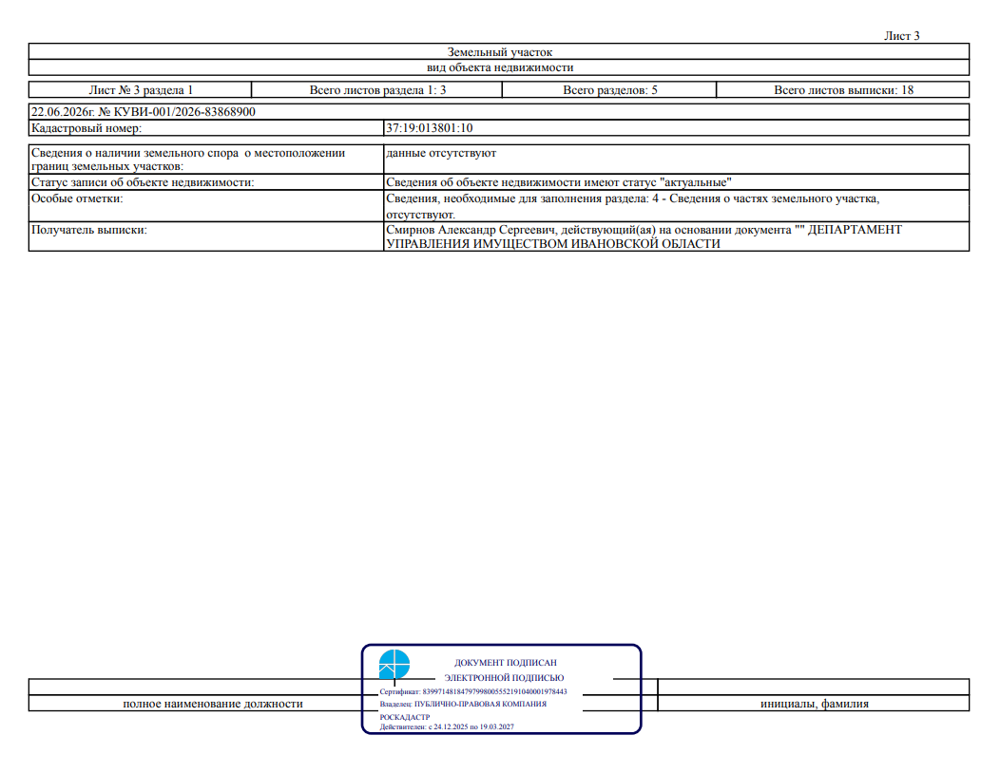 Лист 3
Земельный участок
вид объекта недвижимости
Лист № 3 раздела 1 Всего листов раздела 1: 3 Всего разделов: 5 Всего листов выписки: 18
22.06.2026г. № КУВИ-001/2026-83868900
Кадастровый номер: 37:19:013801:10
Сведения о наличии земельного спора о местоположении границ земельных участков: данные отсутствуют
Статус записи об объекте недвижимости: Сведения об объекте недвижимости имеют статус "актуальные"
Особые отметки: Сведения, необходимые для заполнения раздела: 4 - Сведения о частях земельного участка,
отсутствуют.
Получатель выписки: Смирнов Александр Сергеевич, действующий(ая) на основании документа "" ДЕПАРТАМЕНТ
УПРАВЛЕНИЯ ИМУЩЕСТВОМ ИВАНОВСКОЙ ОБЛАСТИ
ДОКУМЕНТ ПОДПИСАН
ЭЛЕКТРОННОЙ ПОДПИСЬЮ
Сертификат: 83997148184797998005552191040001978443
Владелец: ПУБЛИЧНО-ПРАВОВАЯ КОМПАНИЯ
РОСКАДАСТР
Действителен: с 24.12.2025 по 19.03.2027
полное наименование должности инициалы, фамилия